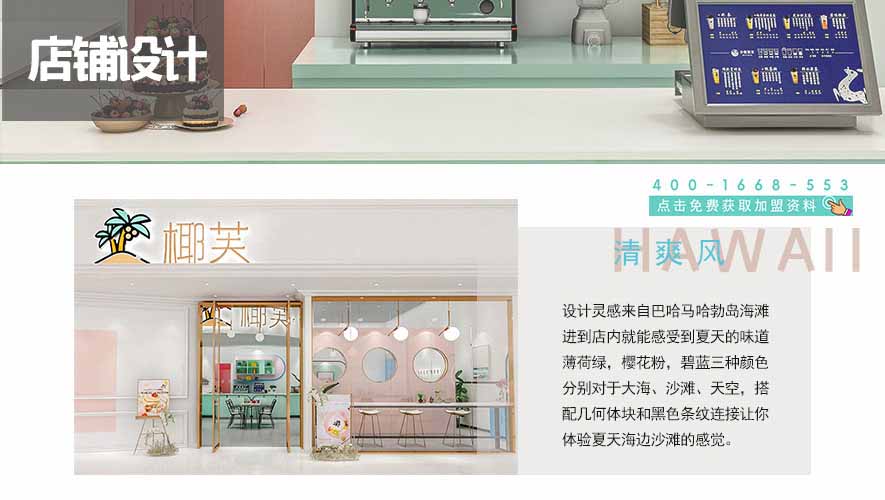 店铺设计
400-1668-553
点击免费获取加盟资料
椰芙
HAWAII
清爽风
椰芙
设计灵感来自巴哈马哈勃岛海滩
进到店内就能感受到夏天的味道
薄荷绿，樱花粉，碧蓝三种颜色
分别对于大海、沙滩、天空，搭
配几何体块和黑色条纹连接让你
体验夏天海边沙滩的感觉。